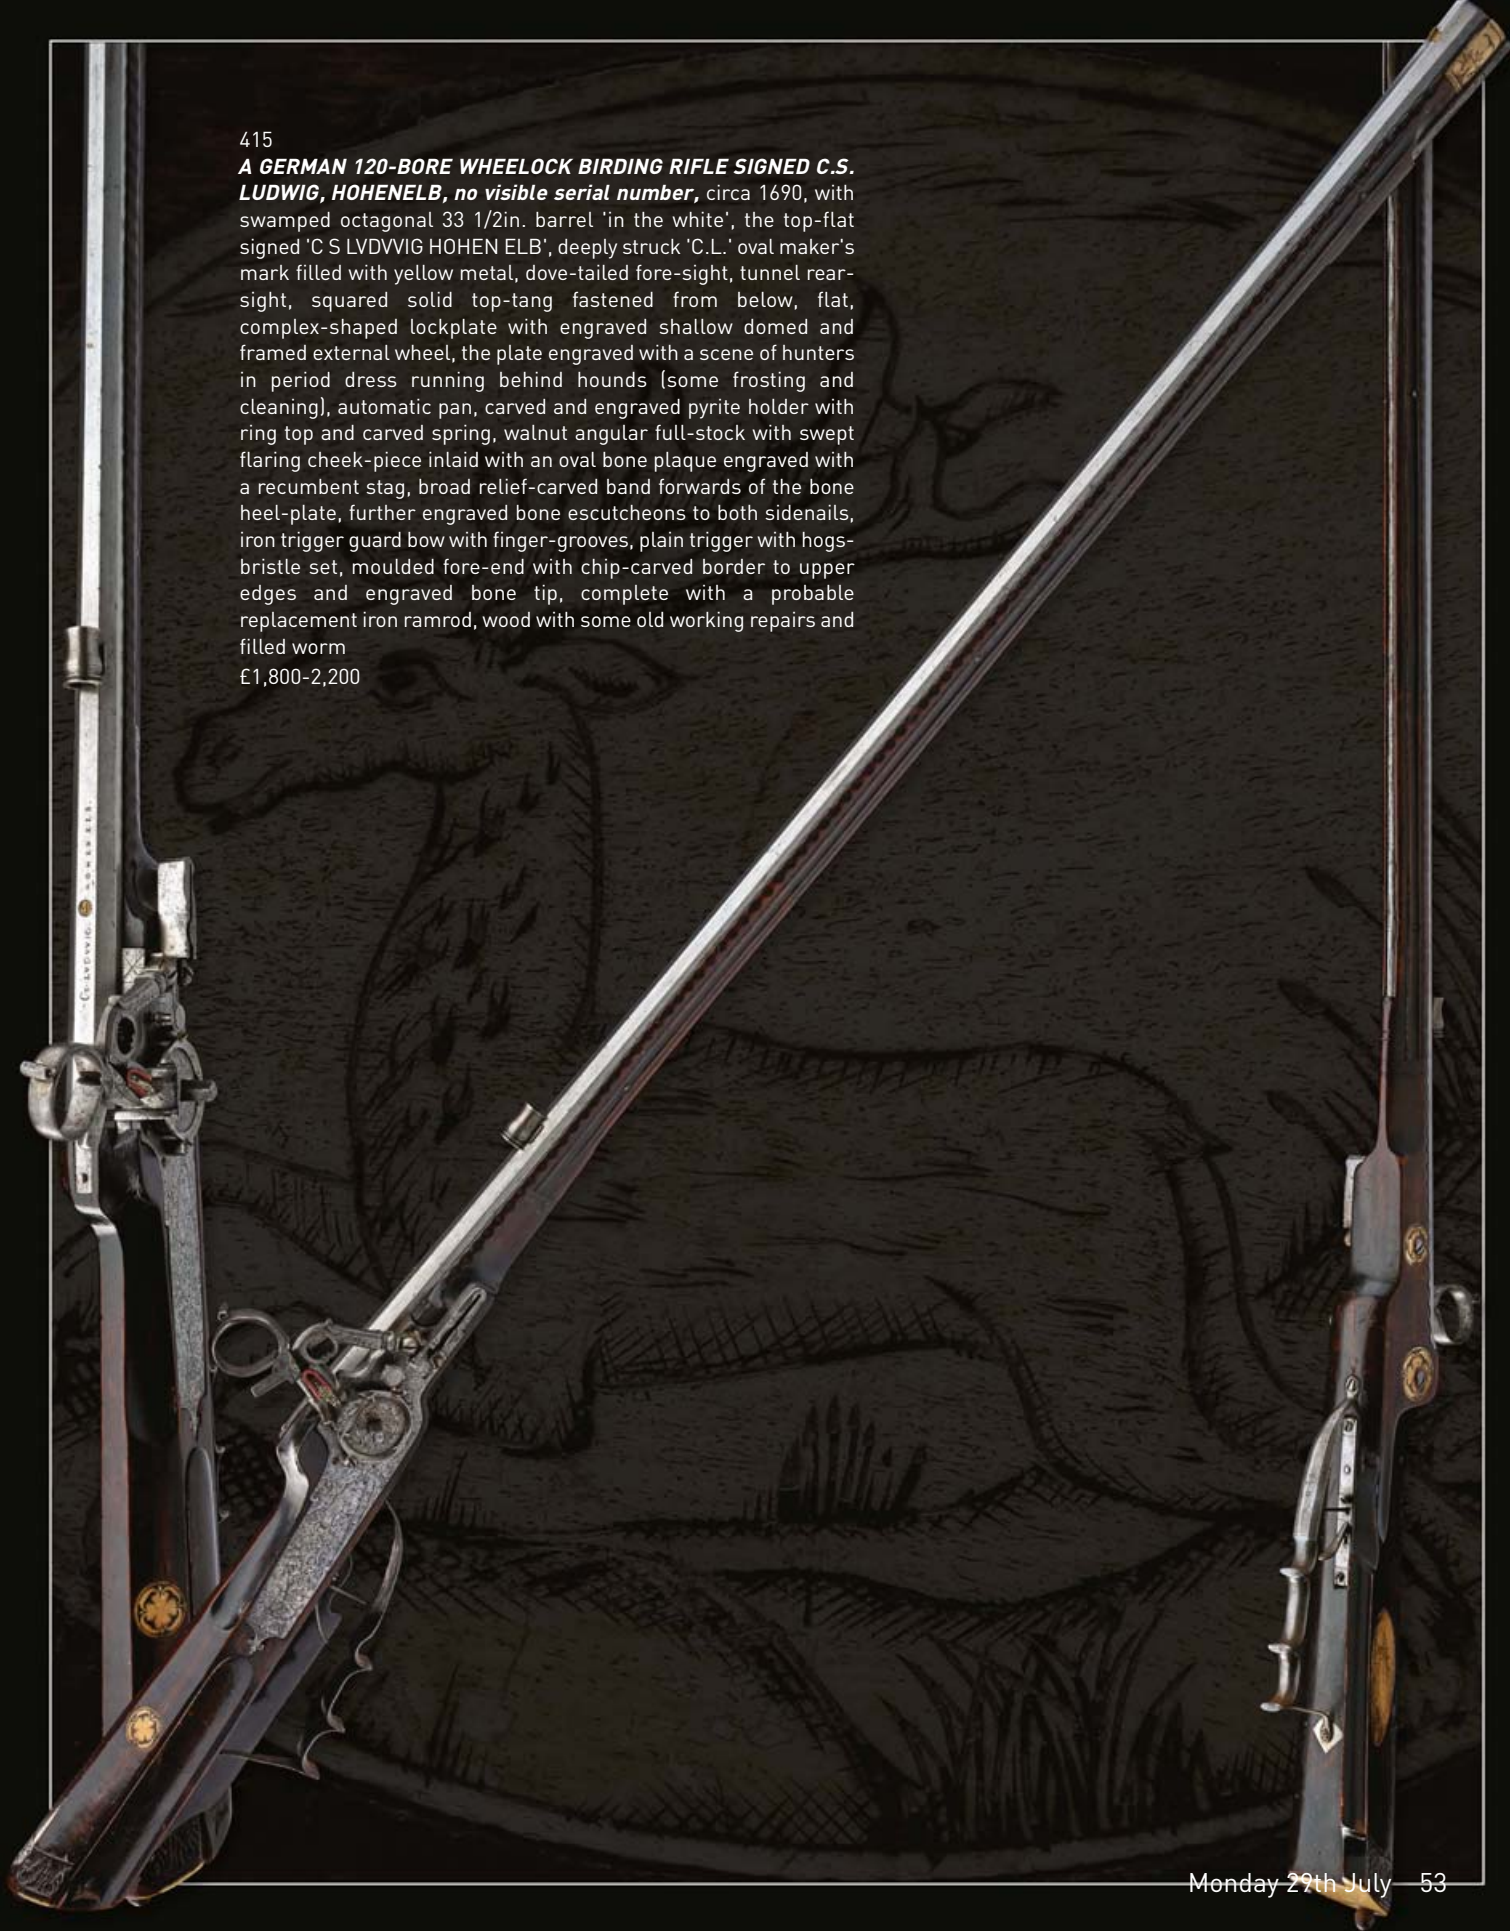 415
A GERMAN 120-BORE WHEELOCK BIRDING RIFLE SIGNED C.S.
LUDWIG, HOHENELB, no visible serial number, circa 1690, with
swamped octagonal 33 1/2in. barrel 'in the white', the top-flat
signed 'C S LVDVVIG HOHEN ELB', deeply struck 'C.L.' oval maker's
mark filled with yellow metal, dove-tailed fore-sight, tunnel rear-
sight, squared solid top-tang fastened from below, flat,
complex-shaped lockplate with engraved shallow domed and
framed external wheel, the plate engraved with a scene of hunters
in period dress running behind hounds (some frosting and
cleaning), automatic pan, carved and engraved pyrite holder with
ring top and carved spring, walnut angular full-stock with swept
flaring cheek-piece inlaid with an oval bone plaque engraved with
a recumbent stag, broad relief-carved band forwards of the bone
heel-plate, further engraved bone escutcheons to both sidenails,
iron trigger guard bow with finger-grooves, plain trigger with hogs-
bristle set, moulded fore-end with chip-carved border to upper
edges and engraved bone tip, complete with a probable
replacement iron ramrod, wood with some old working repairs and
filled worm
£1,800-2,200
Monday 29th July 53